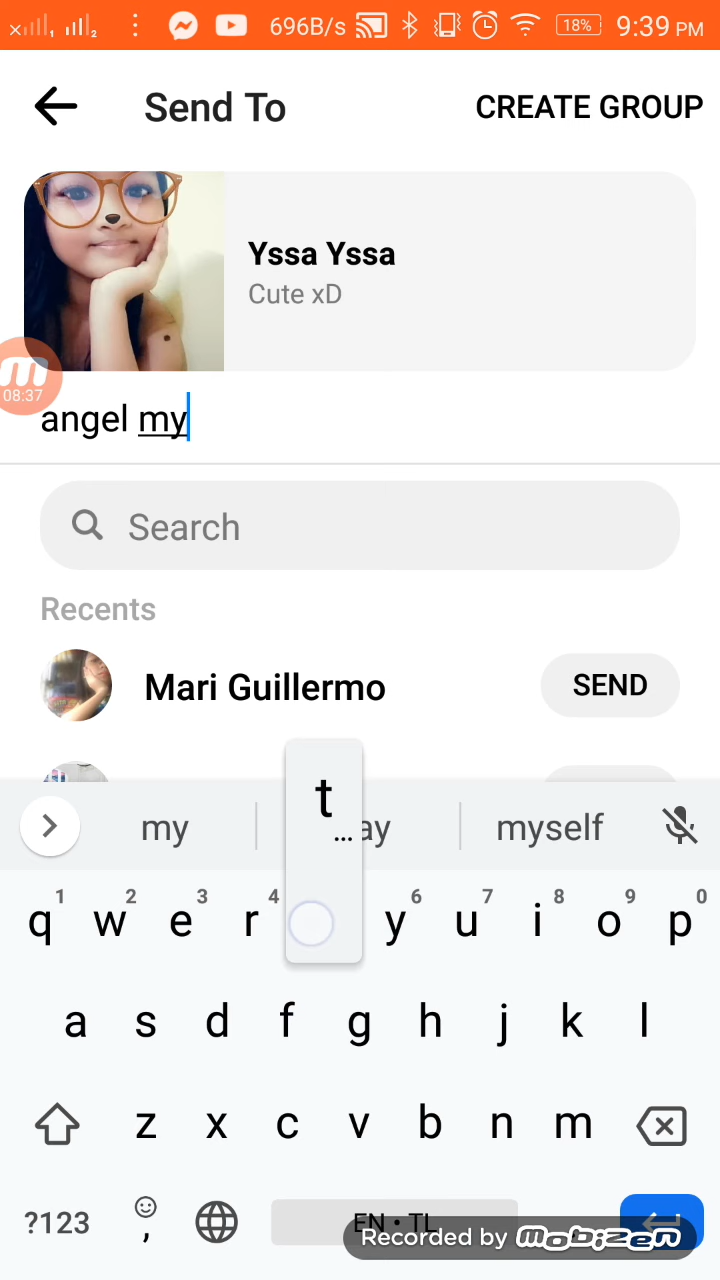 696B/s 18% 9:39 PM
Send To CREATE GROUP
Yssa Yssa
Cute xD
m
08:37
angel my
Search
Recents
Mari Guillermo SEND
t
my ...ay myself
1 2 3 4 6 7 8 9 0
q w e r y u i o p
a s d f g h j k l
z x c v b n m
?123 , EN • TL
Recorded by mobizen